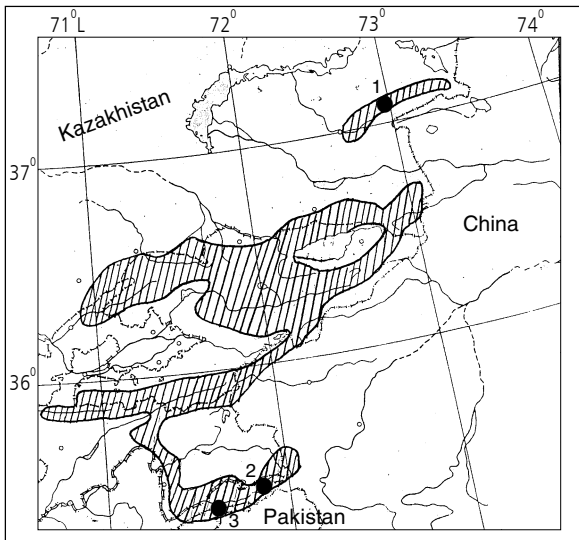 71⁰L 72⁰ 73⁰ 74⁰
1
Kazakhstan
37⁰
China
36⁰
2
3 Pakistan